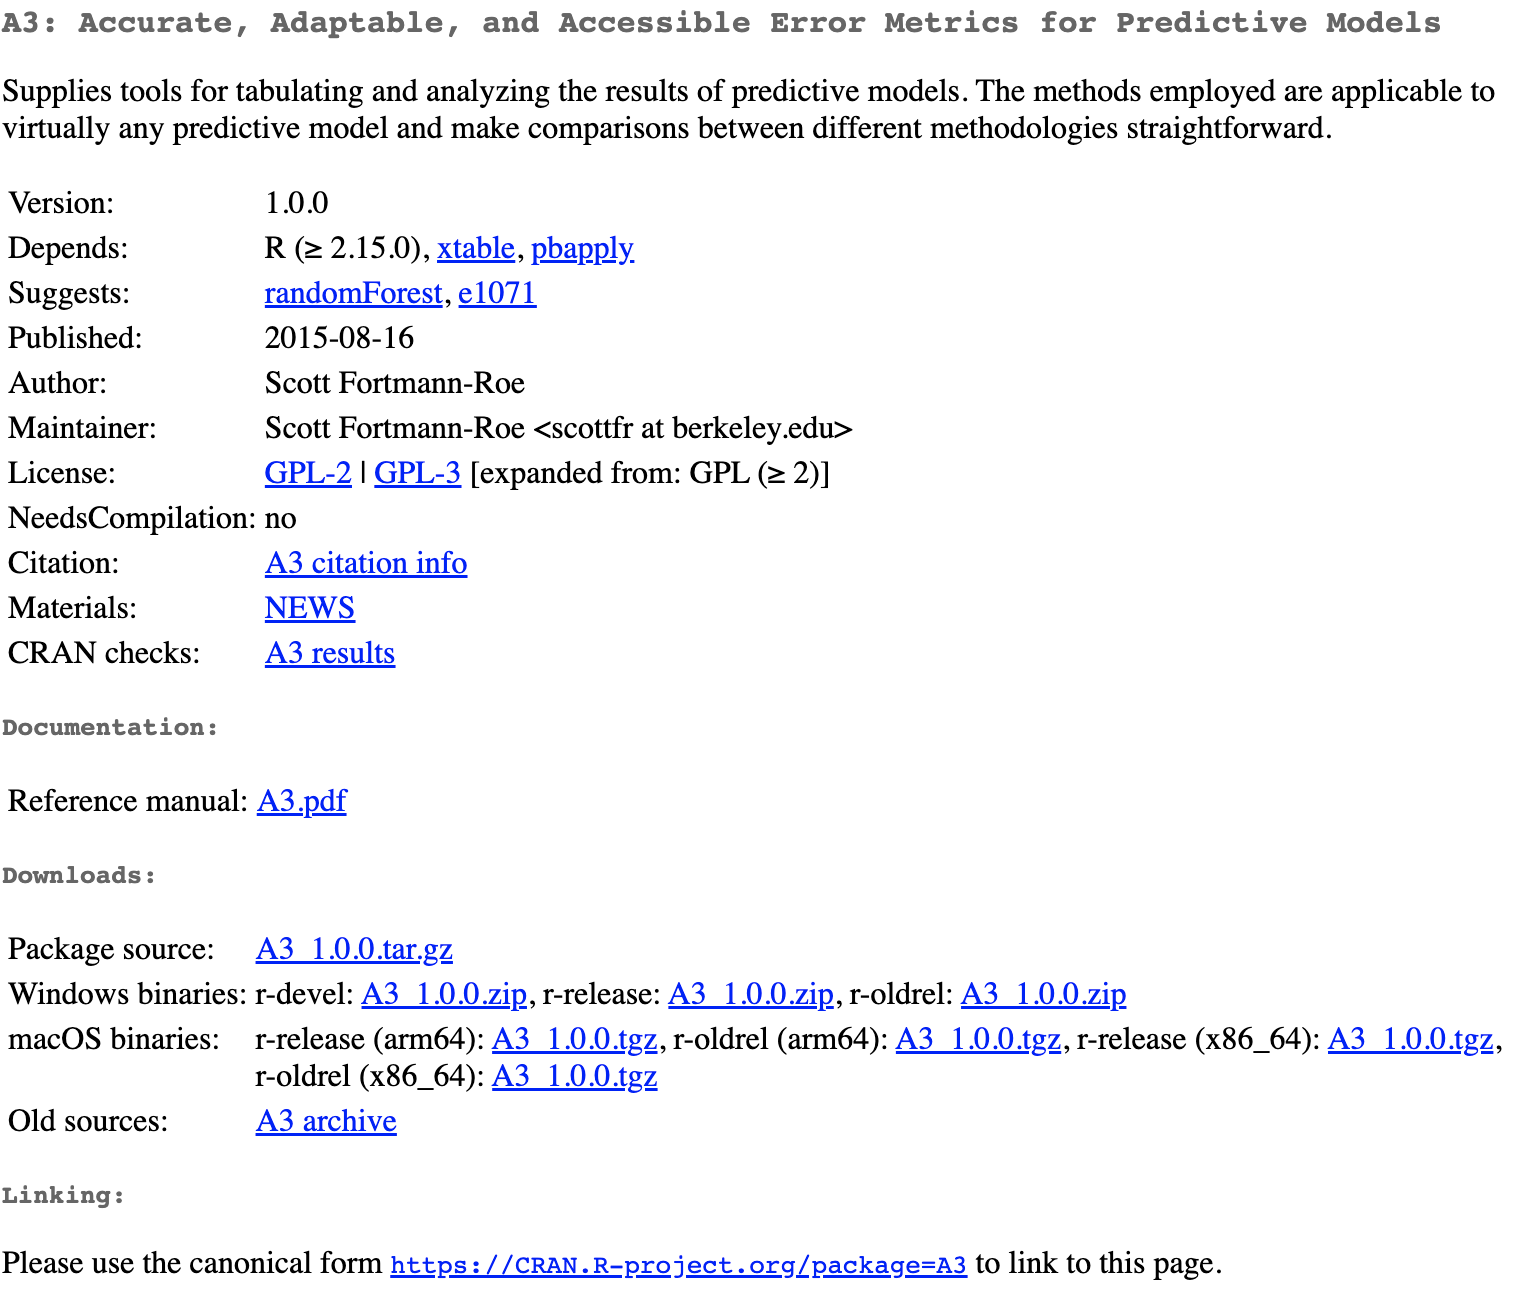 A3: Accurate, Adaptable, and Accessible Error Metrics for Predictive Models
Supplies tools for tabulating and analyzing the results of predictive models. The methods employed are applicable to
virtually any predictive model and make comparisons between different methodologies straightforward.
Version: 1.0.0
Depends: R (≥ 2.15.0), xtable, pbapply
Suggests: randomForest, e1071
Published: 2015-08-16
Author: Scott Fortmann-Roe
Maintainer: Scott Fortmann-Roe <scottfr at berkeley.edu>
License: GPL-2 | GPL-3 [expanded from: GPL (≥ 2)]
NeedsCompilation: no
Citation: A3 citation info
Materials: NEWS
CRAN checks: A3 results
Documentation:
Reference manual: A3.pdf
Downloads:
Package source: A3_1.0.0.tar.gz
Windows binaries: r-devel: A3_1.0.0.zip, r-release: A3_1.0.0.zip, r-oldrel: A3_1.0.0.zip
macOS binaries: r-release (arm64): A3_1.0.0.tgz, r-oldrel (arm64): A3_1.0.0.tgz, r-release (x86_64): A3_1.0.0.tgz,
r-oldrel (x86_64): A3_1.0.0.tgz
Old sources: A3 archive
Linking:
Please use the canonical form https://CRAN.R-project.org/package=A3 to link to this page.